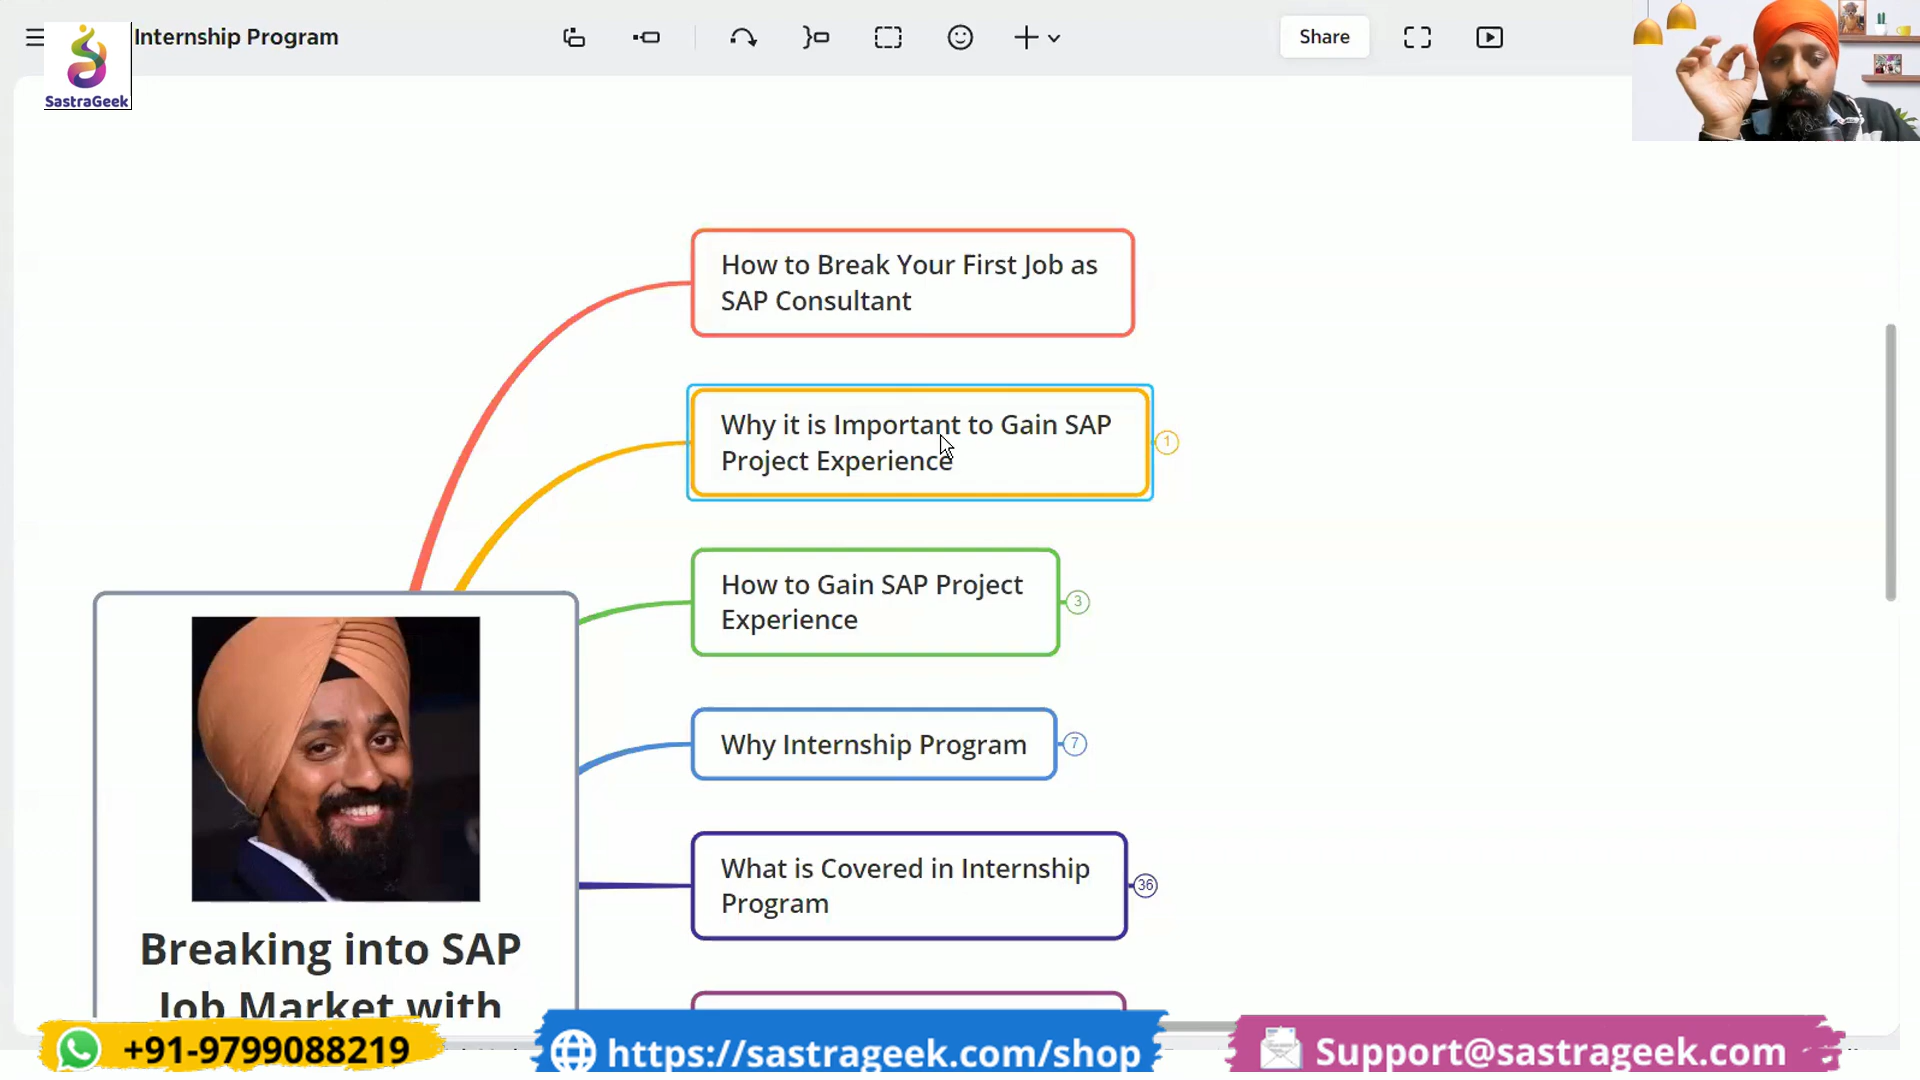 Internship Program
Share
SastraGeek
How to Break Your First Job as
SAP Consultant
Why it is Important to Gain SAP
Project Experience
1
How to Gain SAP Project
Experience
3
Why Internship Program
7
What is Covered in Internship
Program
36
Breaking into SAP
Job Market with
+91-9799088219
https://sastrageek.com/shop
Support@sastrageek.com